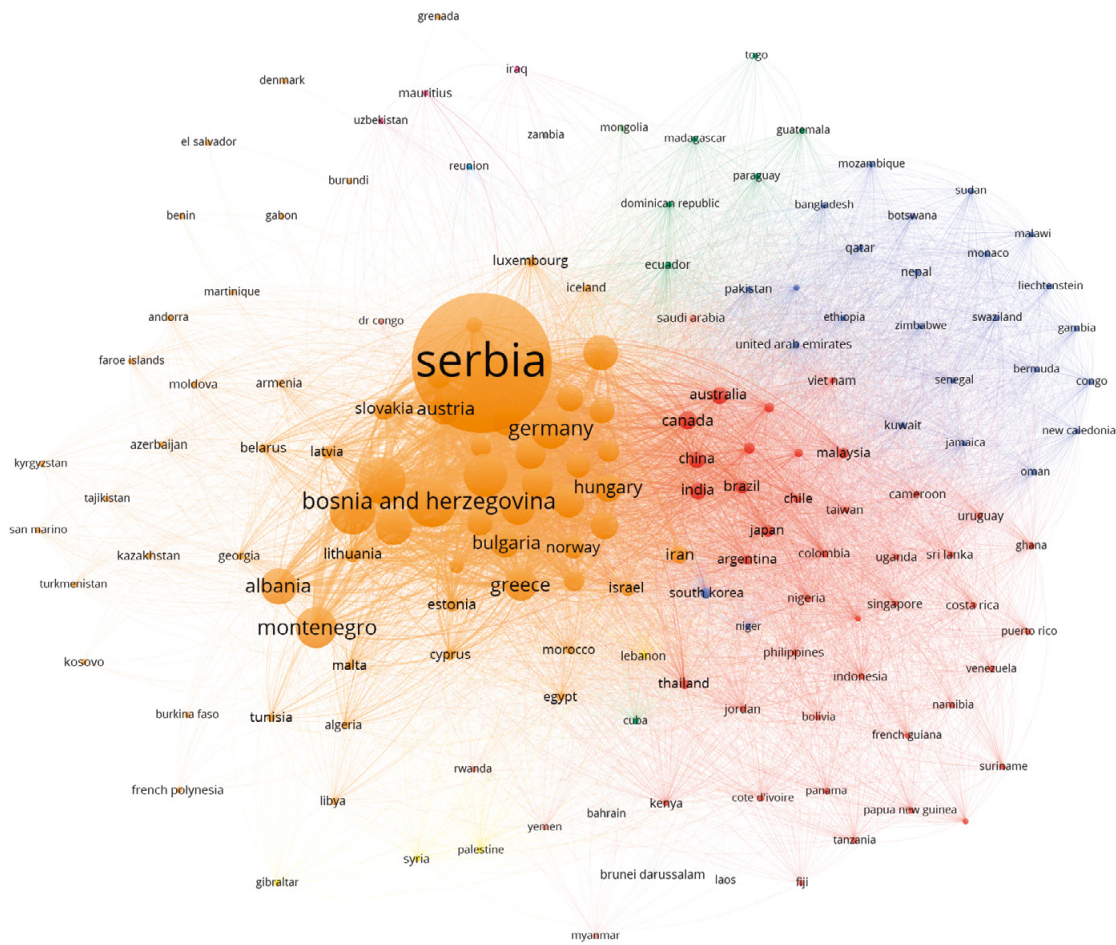 grenada
togo
iraq
denmark
mauritius
uzbekistan
mongolia
guatemala
zambia
madagascar
el salvador
mozambique
reunion
paraguay
burundi
sudan
dominican republic
bangladesh
benin
gabon
botswana
malawi
qatar
monaco
luxembourg
ecuador
nepal
iceland
liechtenstein
pakistan
martinique
andorra
dr congo
saudi arabia
ethiopia
swaziland
zimbabwe
gambia
united arab emirates
serbia
faroe islands
bermuda
moldova
armenia
viet nam
senegal
congo
australia
slovakia
austria
canada
kuwait
germany
new caledonia
azerbaijan
belarus
latvia
jamaica
malaysia
china
kyrgyzstan
oman
tajikistan
bosnia and herzegovina
hungary
india
brazil
chile
cameroon
taiwan
uruguay
san marino
japan
bulgaria
norway
ghana
kazakhstan
georgia
lithuania
iran
argentina
colombia
uganda
sri lanka
turkmenistan
albania
greece
israel
south korea
nigeria
singapore
costa rica
estonia
montenegro
niger
puerto rico
morocco
cyprus
lebanon
philippines
kosovo
malta
venezuela
thailand
indonesia
egypt
namibia
jordan
burkina faso
tunisia
algeria
cuba
bolivia
french guiana
rwanda
suriname
french polynesia
panama
libya
kenya
cote d'ivoire
bahrain
papua new guinea
yemen
tanzania
palestine
syria
brunei darussalam
laos
gibraltar
fiji
myanmar